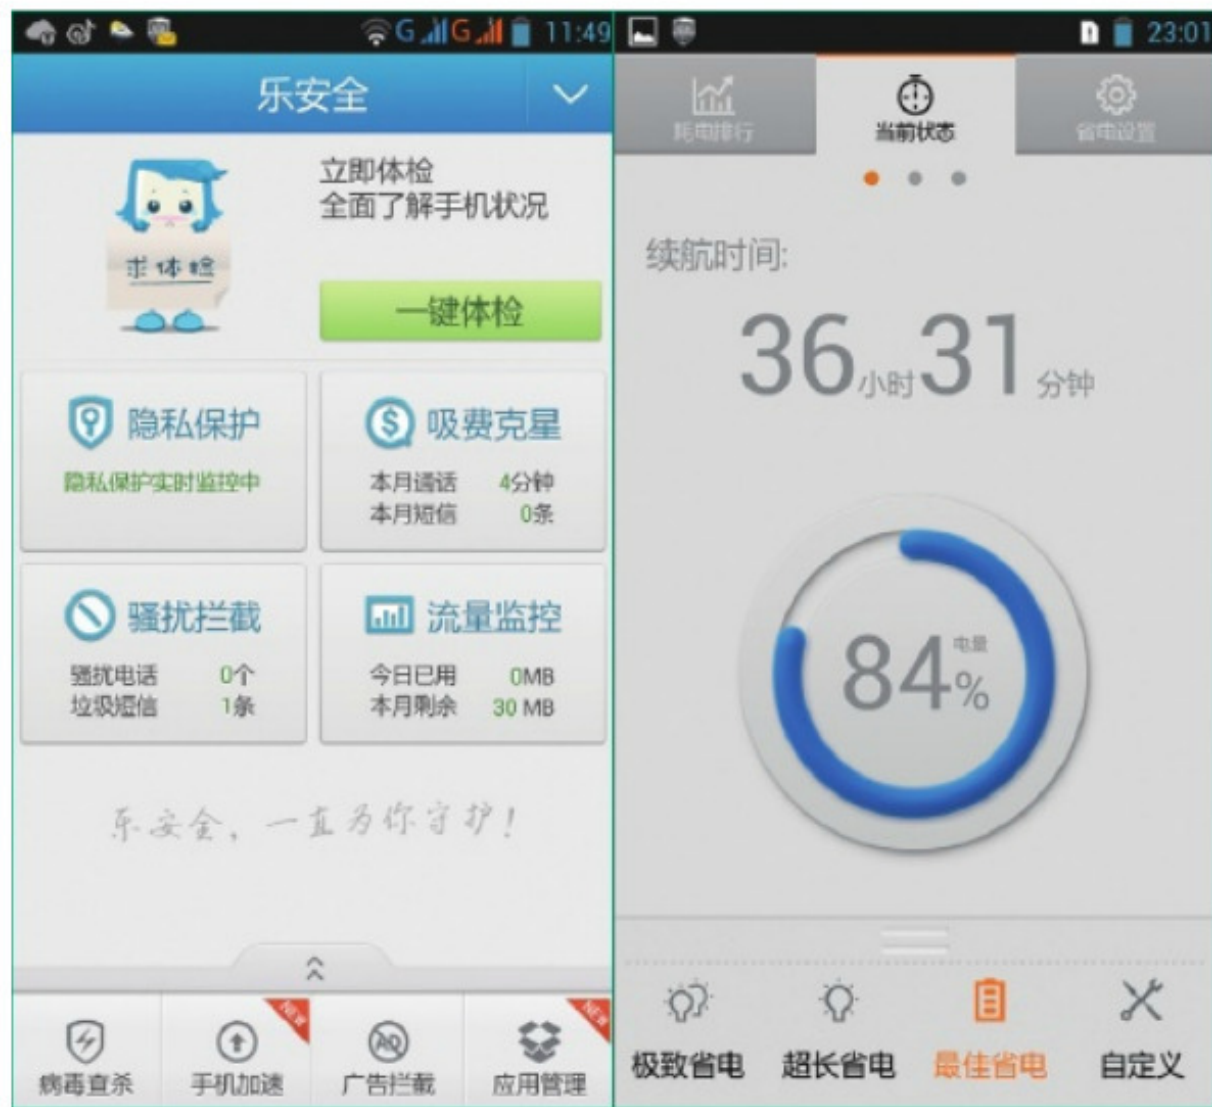 G G 11:49
乐安全
立即体检
全面了解手机状况
求体检
一键体检
隐私保护
隐私保护实时监控中
吸费克星
本月通话 4分钟
本月短信 0条
骚扰拦截
骚扰电话 0个
垃圾短信 1条
流量监控
今日已用 0MB
本月剩余 30 MB
乐安全,一直为你守护!
NEW NEW
病毒查杀 手机加速 广告拦截 应用管理
23:01
耗电排行 当前状态 省电设置
续航时间:
36小时31分钟
84%
电量
极致省电 超长省电 最佳省电 自定义